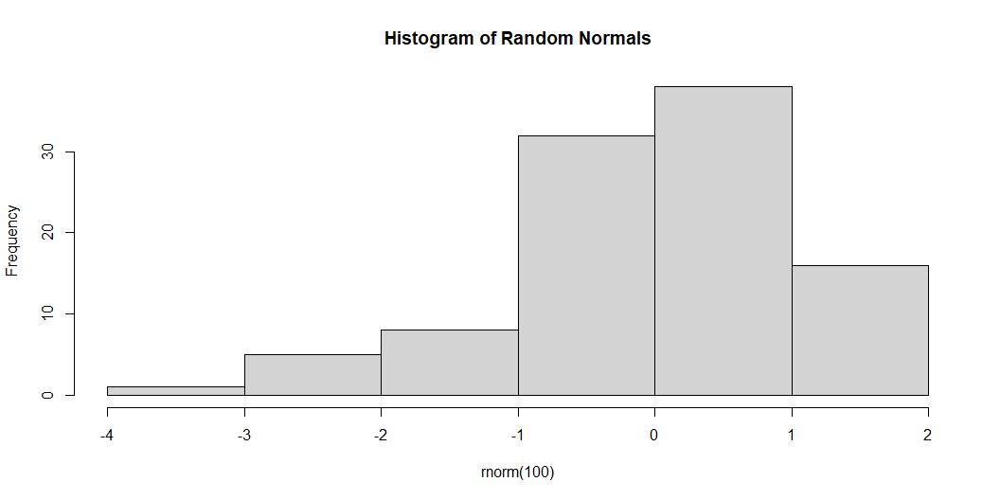 Histogram of Random Normals
Frequency
30
20
10
0
-4 -3 -2 -1 0 1 2
rnorm(100)